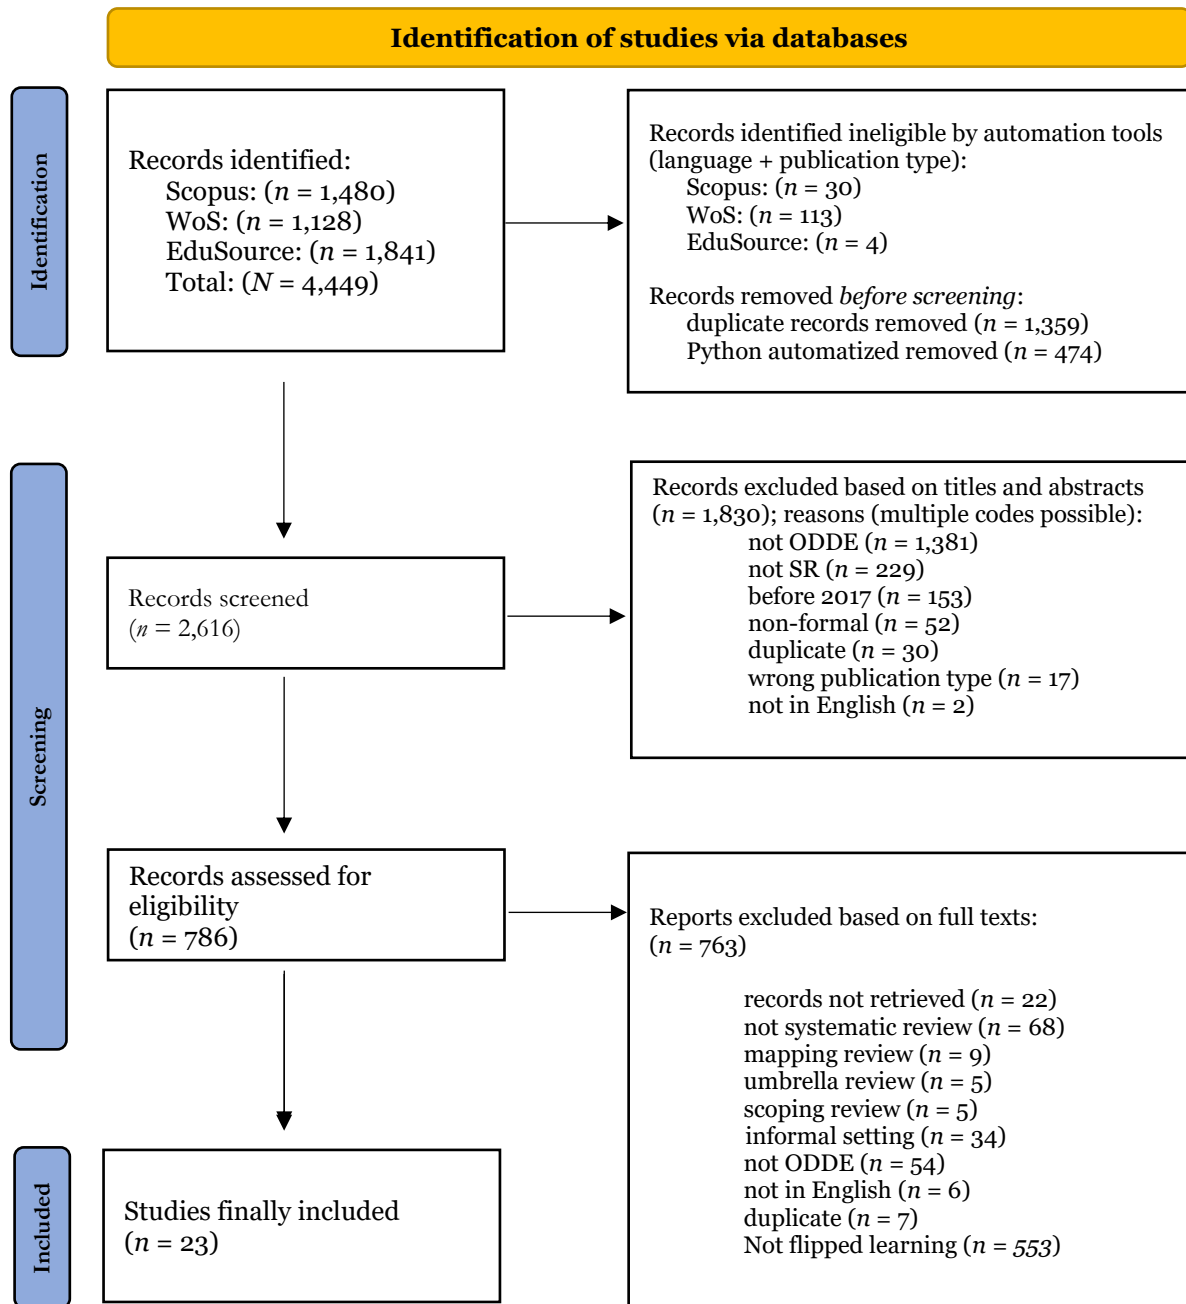 Identification of studies via databases
Identification
Records identified:
Scopus: (n = 1,480)
WoS: (n = 1,128)
EduSource: (n = 1,841)
Total: (N = 4,449)
Records identified ineligible by automation tools
(language + publication type):
Scopus: (n = 30)
WoS: (n = 113)
EduSource: (n = 4)
Records removed before screening:
duplicate records removed (n = 1,359)
Python automatized removed (n = 474)
Screening
Records screened
(n = 2,616)
Records excluded based on titles and abstracts
(n = 1,830); reasons (multiple codes possible):
not ODDE (n = 1,381)
not SR (n = 229)
before 2017 (n = 153)
non-formal (n = 52)
duplicate (n = 30)
wrong publication type (n = 17)
not in English (n = 2)
Records assessed for
eligibility
(n = 786)
Reports excluded based on full texts:
(n = 763)
records not retrieved (n = 22)
not systematic review (n = 68)
mapping review (n = 9)
umbrella review (n = 5)
scoping review (n = 5)
informal setting (n = 34)
not ODDE (n = 54)
not in English (n = 6)
duplicate (n = 7)
Not flipped learning (n = 553)
Included
Studies finally included
(n = 23)